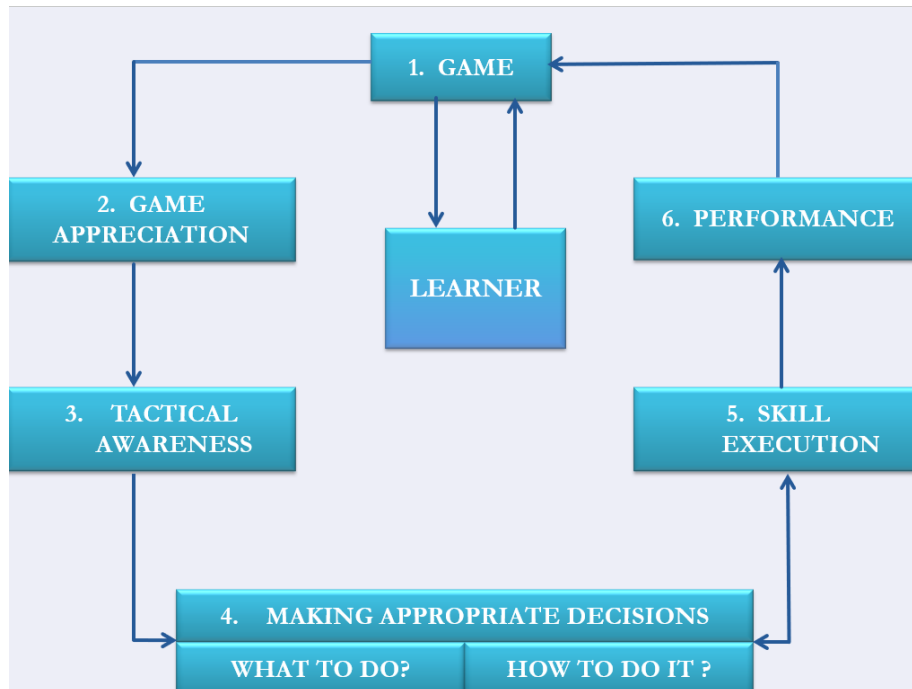 1. GAME
2. GAME
APPRECIATION
6. PERFORMANCE
LEARNER
3. TACTICAL
AWARENESS
5. SKILL
EXECUTION
4. MAKING APPROPRIATE DECISIONS
WHAT TO DO?
HOW TO DO IT ?